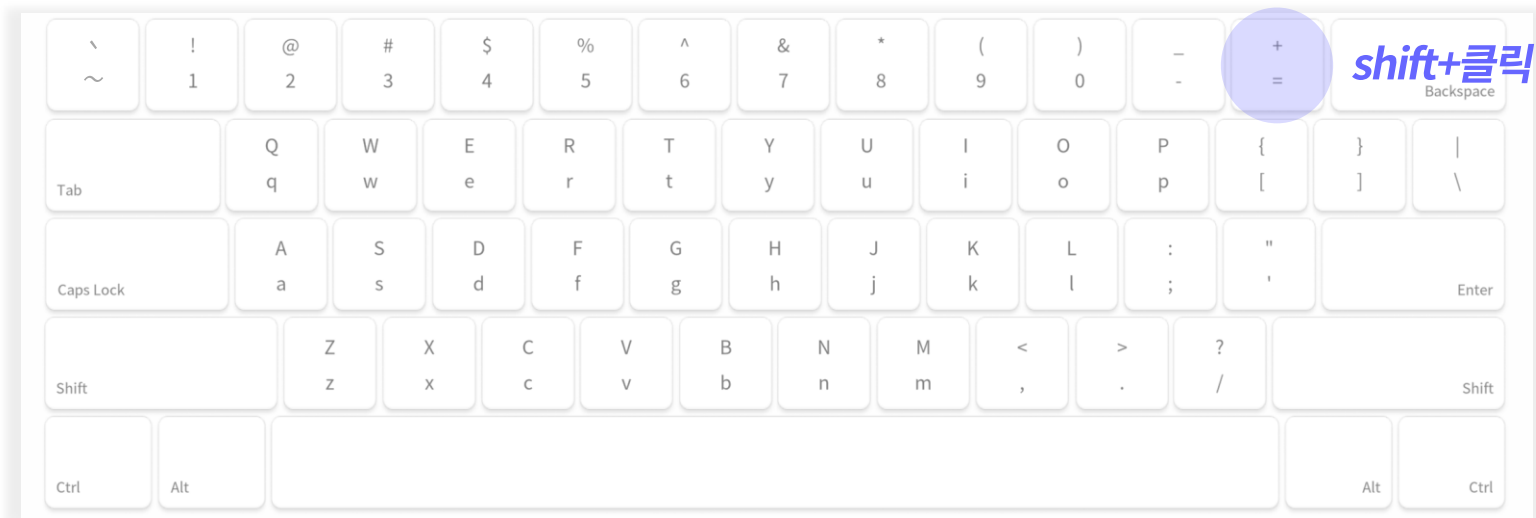 、 ! @ # $ % ^ & * ( ) _ +
～ 1 2 3 4 5 6 7 8 9 0 - =
shift+클릭
Backspace
Q W E R T Y U I O P { } |
q w e r t y u i o p [ ] \
Tab
A S D F G H J K L : "
a s d f g h j k l ; '
Caps Lock Enter
Z X C V B N M < > ?
z x c v b n m , . /
Shift Shift
Ctrl Alt Alt Ctrl